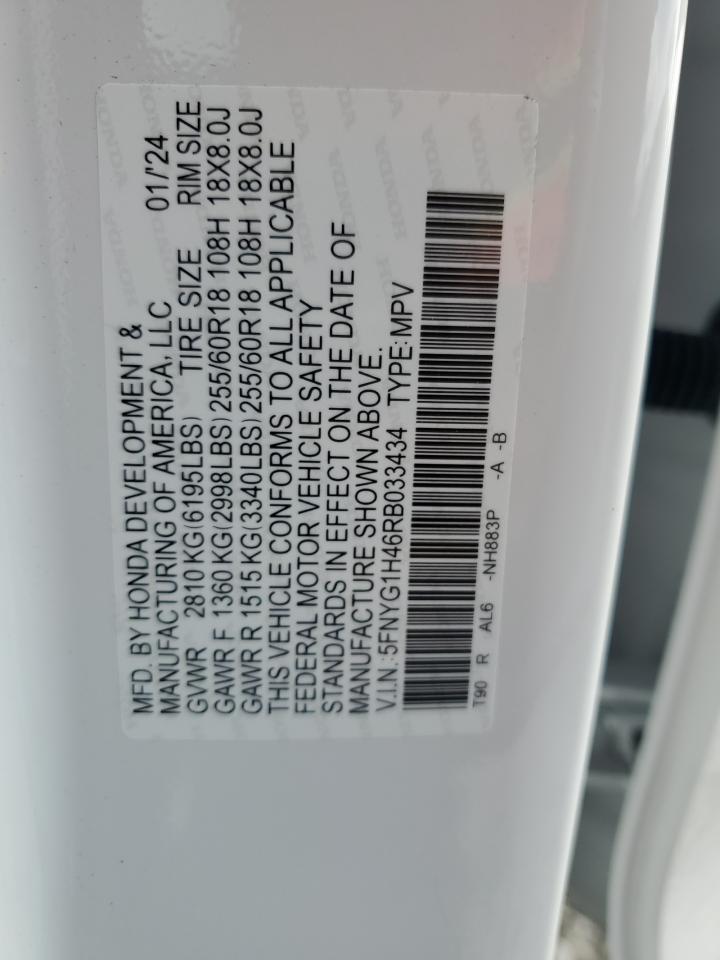 MFD. BY HONDA DEVELOPMENT &
MANUFACTURING OF AMERICA, LLC 01/'24
GVWR 2810 KG(6195LBS) TIRE SIZE RIM SIZE
GAWR F 1360 KG(2998LBS) 255/60R18 108H 18X8.0J
GAWR R 1515 KG(3340LBS) 255/60R18 108H 18X8.0J
THIS VEHICLE CONFORMS TO ALL APPLICABLE
FEDERAL MOTOR VEHICLE SAFETY
STANDARDS IN EFFECT ON THE DATE OF
MANUFACTURE SHOWN ABOVE.
V.I.N.:5FNYG1H46RB033434 TYPE: MPV
T90 R AL6 -NH883P -A -B